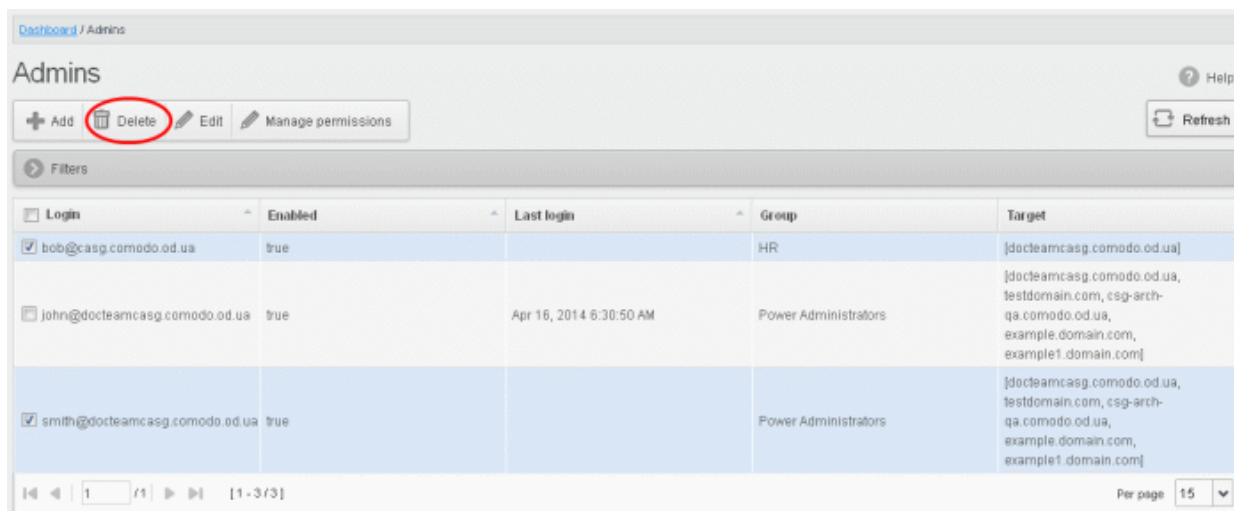 Dashboard / Admins
Admins
Help
Add Delete Edit Manage permissions
Refresh
Filters
Login Enabled Last login Group Target
bob@casg.comodo.od.ua true HR [docteamcasg.comodo.od.ua]
john@docteamcasg.comodo.od.ua true Apr 16, 2014 6:30:50 AM Power Administrators [docteamcasg.comodo.od.ua,
testdomain.com, csg-arch-
qa.comodo.od.ua,
example.domain.com,
example1.domain.com]
smith@docteamcasg.comodo.od.ua true Power Administrators [docteamcasg.comodo.od.ua,
testdomain.com, csg-arch-
qa.comodo.od.ua,
example.domain.com,
example1.domain.com]
1 /1 [1 - 3 / 3] Per page 15